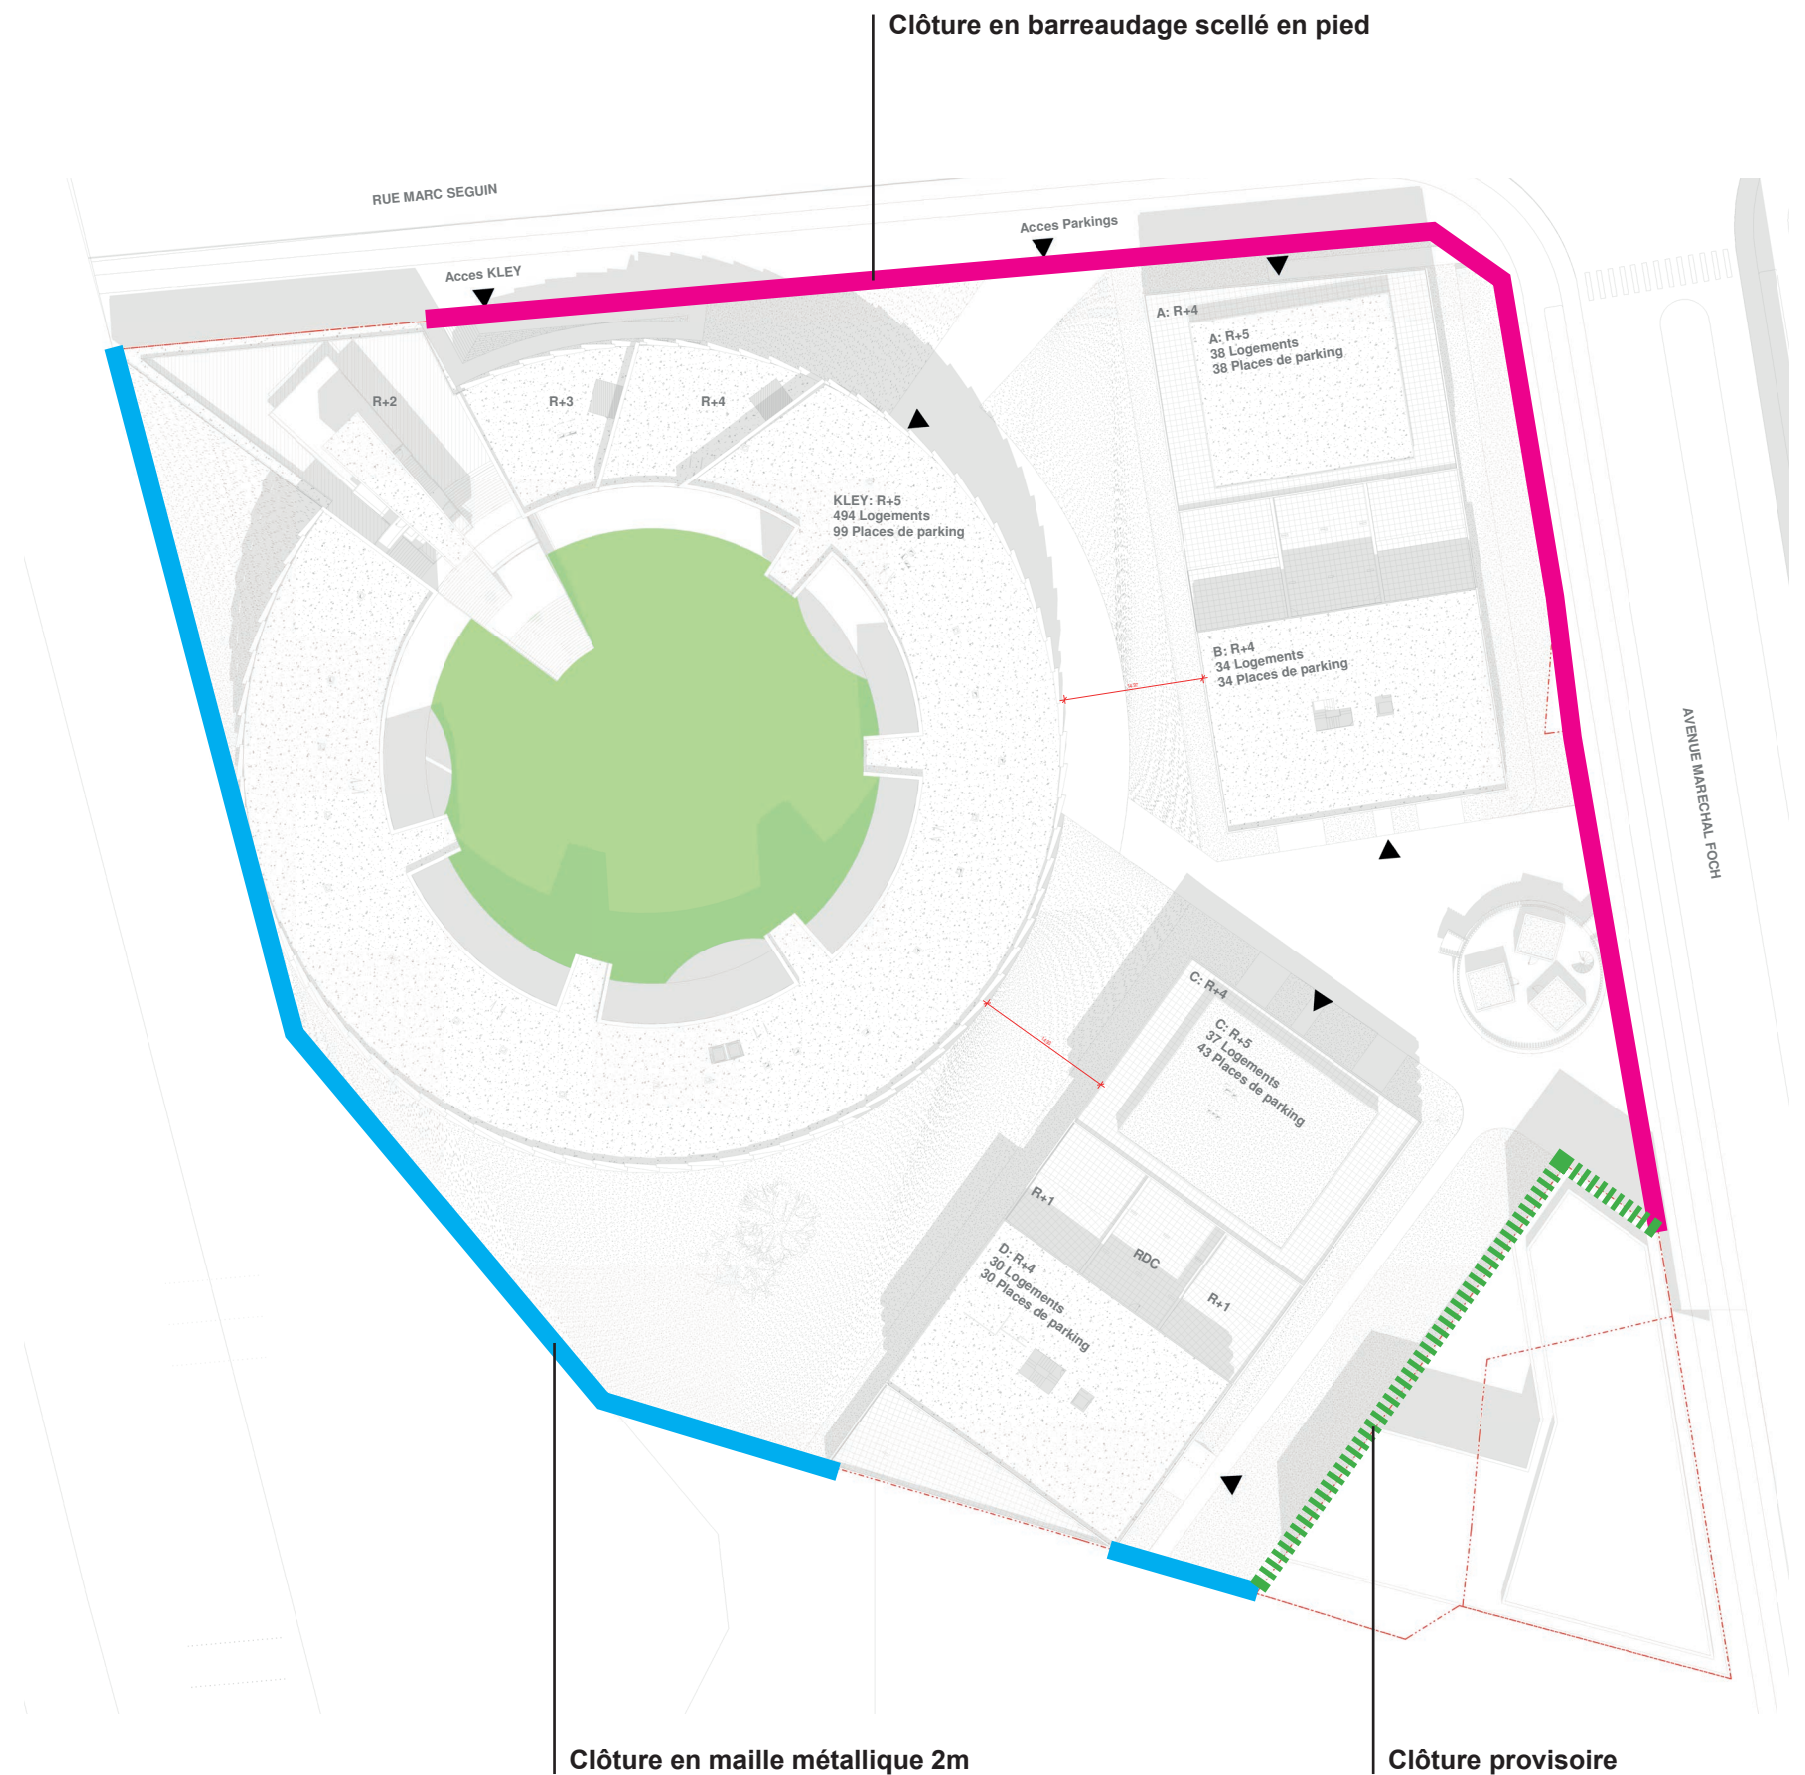 Clôture en barreaudage scellé en pied
RUE MARC SEGUIN
Acces Parkings
Acces KLEY
A: R+4
A: R+5
38 Logements
38 Places de parking
R+2
R+3
R+4
KLEY: R+5
494 Logements
99 Places de parking
B: R+4
34 Logements
34 Places de parking
AVENUE MARECHAL FOCH
C: R+4
C: R+5
37 Logements
43 Places de parking
R+1
RDC
R+1
D: R+4
30 Logements
30 Places de parking
Clôture en maille métallique 2m
Clôture provisoire